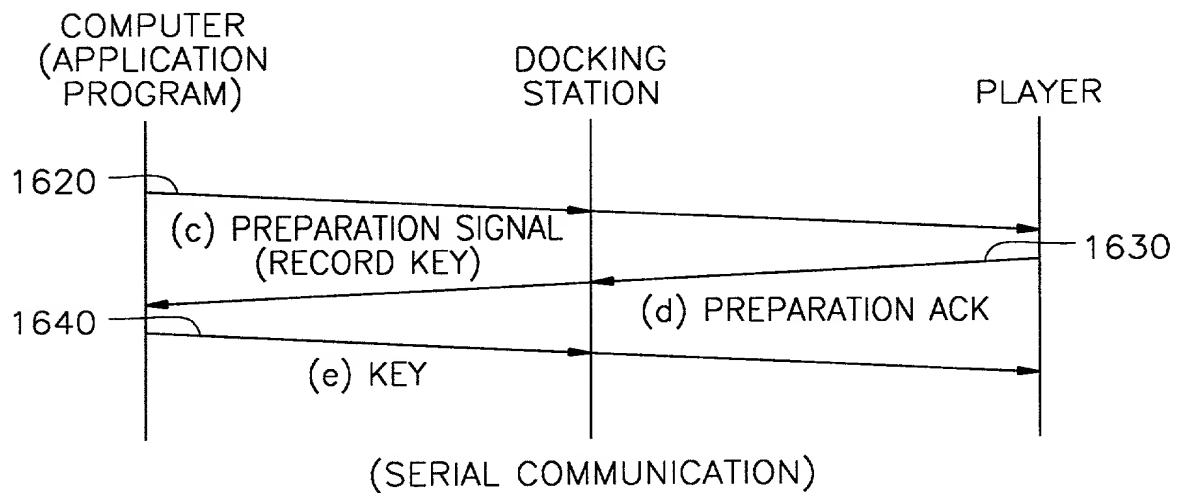 COMPUTER
(APPLICATION
PROGRAM)
DOCKING
STATION
PLAYER
1620
(c) PREPARATION SIGNAL
(RECORD KEY)
1630
(d) PREPARATION ACK
1640
(e) KEY
(SERIAL COMMUNICATION)